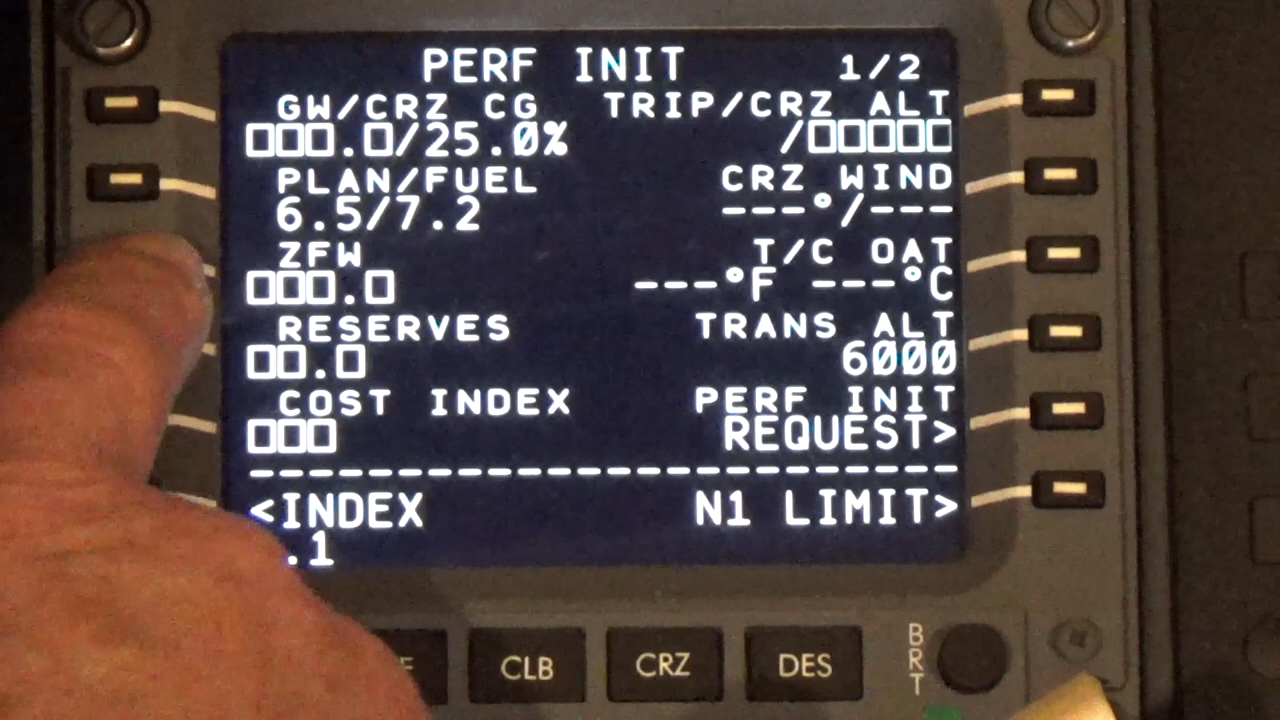 PERF INIT 1/2
GW/CRZ CG TRIP/CRZ ALT
□□□.□/25.0% /□□□□□
PLAN/FUEL CRZ WIND
6.5/7.2 ---°/---
ZFW T/C OAT
□□□.□ ---°F ---°C
RESERVES TRANS ALT
□□.□ 6000
COST INDEX PERF INIT
□□□ REQUEST>
------------------------
<INDEX N1 LIMIT>
.1
CLB CRZ DES
BRT